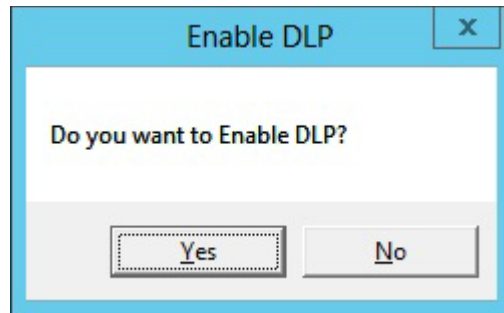 Enable DLP
x
Do you want to Enable DLP?
Yes No